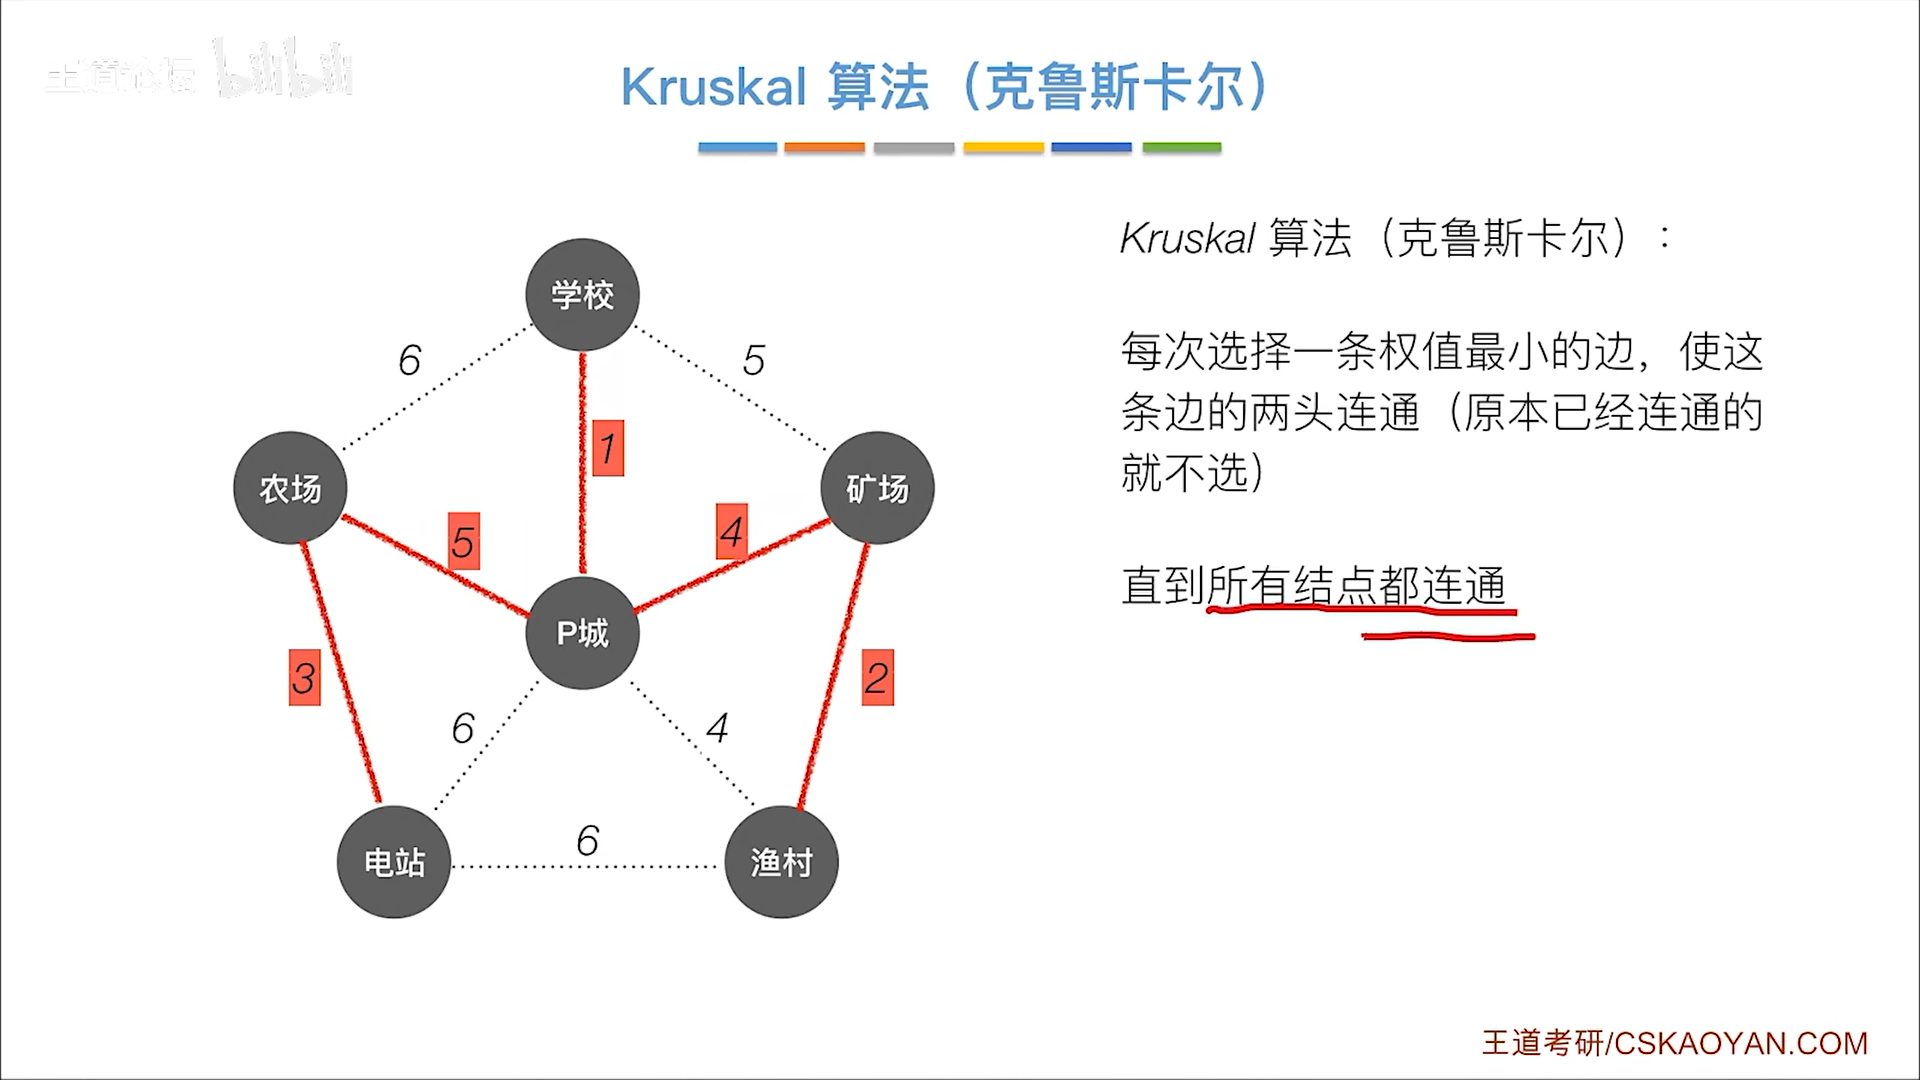 王道论坛 bilibili
Kruskal 算法（克鲁斯卡尔）
Kruskal 算法（克鲁斯卡尔）：
每次选择一条权值最小的边，使这
条边的两头连通（原本已经连通的
就不选）
直到所有结点都连通
学校
6
5
1
农场
矿场
5
4
P城
3
2
6
4
电站
6
渔村
王道考研/CSKAOYAN.COM